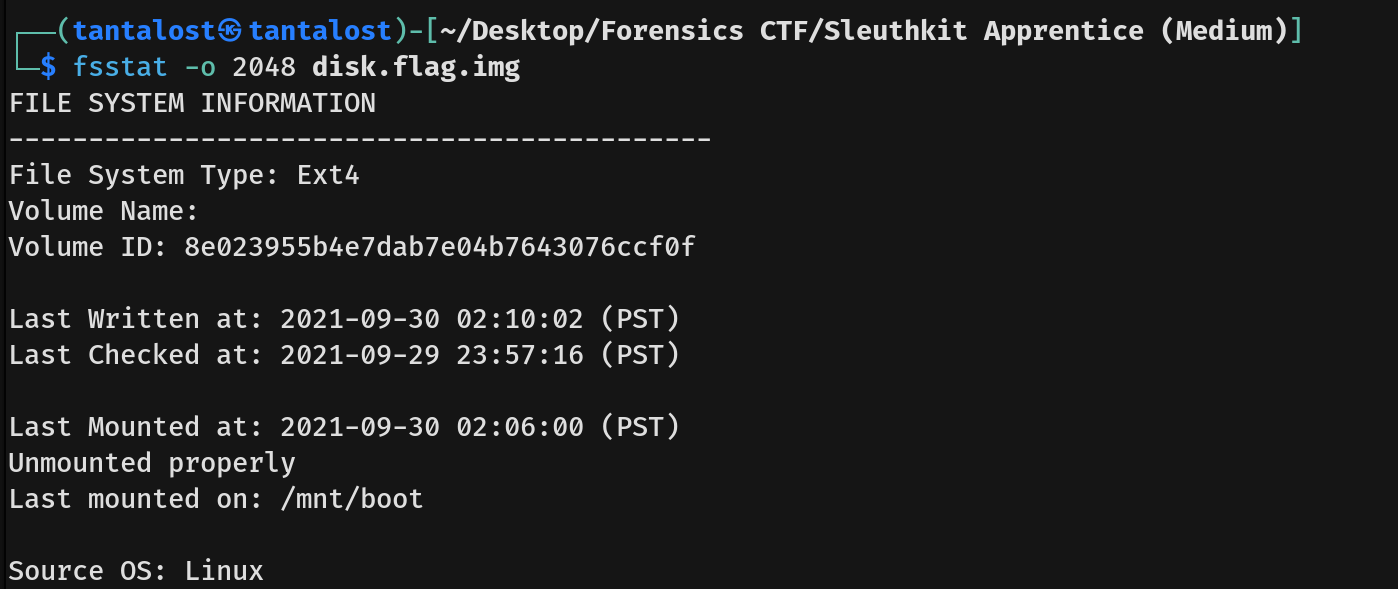 ┌──(tantalost㉿tantalost)-[~/Desktop/Forensics CTF/Sleuthkit Apprentice (Medium)]
└─$ fsstat -o 2048 disk.flag.img
FILE SYSTEM INFORMATION
--------------------------------------------
File System Type: Ext4
Volume Name:
Volume ID: 8e023955b4e7dab7e04b7643076ccf0f

Last Written at: 2021-09-30 02:10:02 (PST)
Last Checked at: 2021-09-29 23:57:16 (PST)

Last Mounted at: 2021-09-30 02:06:00 (PST)
Unmounted properly
Last mounted on: /mnt/boot

Source OS: Linux